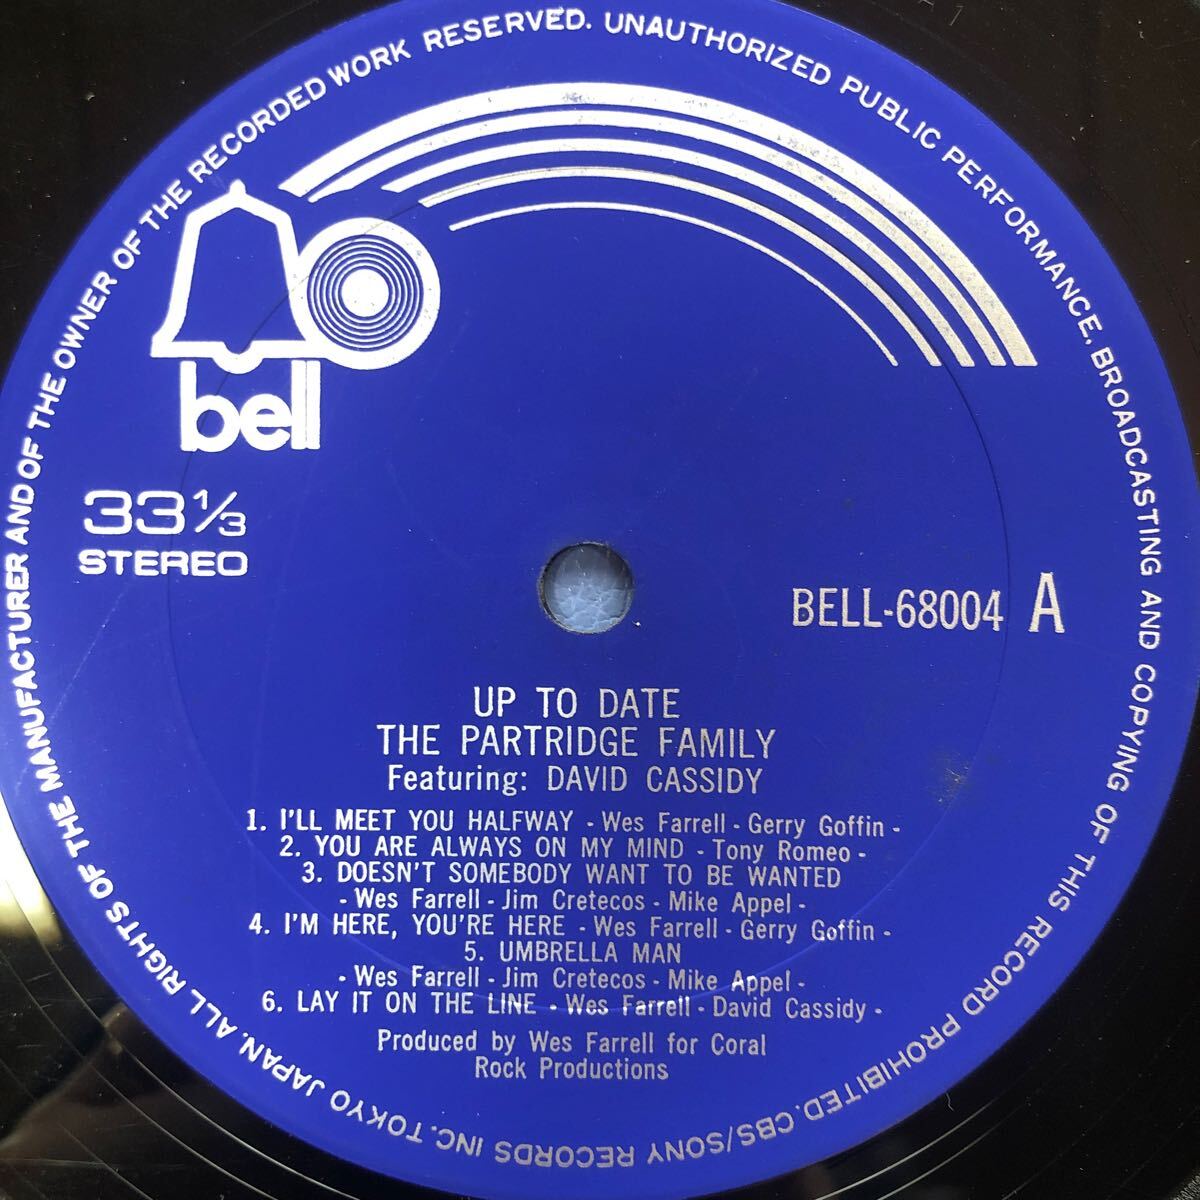 ALL RIGHTS OF THE MANUFACTURER AND OF THE OWNER OF THE RECORDED WORK RESERVED. UNAUTHORIZED PUBLIC PERFORMANCE, BROADCASTING AND COPYING OF THIS RECORD PROHIBITED. CBS/SONY RECORDS INC. TOKYO JAPAN.
bell
33 1/3
STEREO
BELL-68004 A
UP TO DATE
THE PARTRIDGE FAMILY
Featuring: DAVID CASSIDY
1. I'LL MEET YOU HALFWAY - Wes Farrell - Gerry Goffin -
2. YOU ARE ALWAYS ON MY MIND - Tony Romeo -
3. DOESN'T SOMEBODY WANT TO BE WANTED
- Wes Farrell - Jim Cretecos - Mike Appel -
4. I'M HERE, YOU'RE HERE - Wes Farrell - Gerry Goffin -
5. UMBRELLA MAN
- Wes Farrell - Jim Cretecos - Mike Appel -
6. LAY IT ON THE LINE - Wes Farrell - David Cassidy -
Produced by Wes Farrell for Coral
Rock Productions